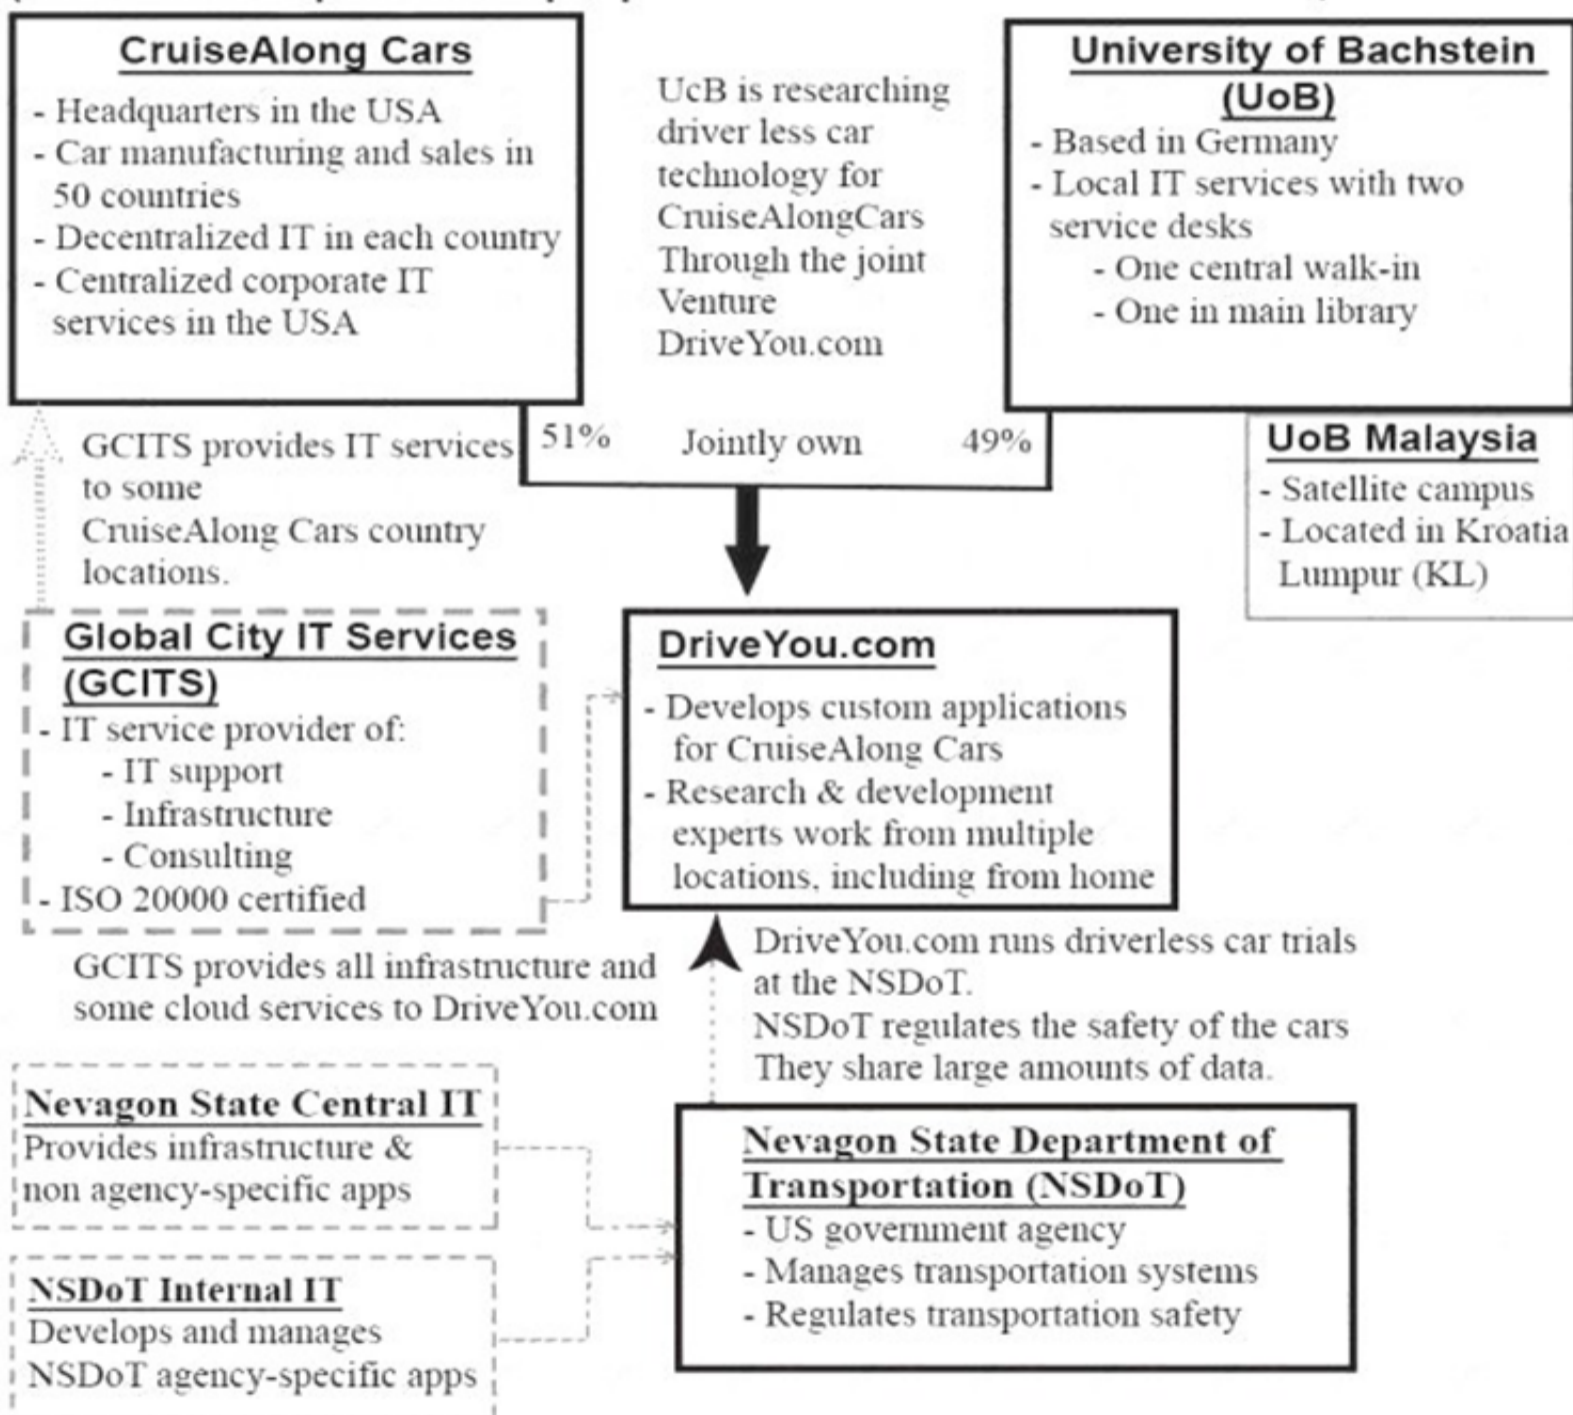 CruiseAlong Cars
- Headquarters in the USA
- Car manufacturing and sales in
50 countries
- Decentralized IT in each country
- Centralized corporate IT
services in the USA
UcB is researching
driver less car
technology for
CruiseAlongCars
Through the joint
Venture
DriveYou.com
University of Bachstein
(UoB)
- Based in Germany
- Local IT services with two
service desks
- One central walk-in
- One in main library
51% Jointly own 49%
UoB Malaysia
- Satellite campus
- Located in Kroatia
Lumpur (KL)
GCITS provides IT services
to some
CruiseAlong Cars country
locations.
Global City IT Services
(GCITS)
- IT service provider of:
- IT support
- Infrastructure
- Consulting
- ISO 20000 certified
DriveYou.com
- Develops custom applications
for CruiseAlong Cars
- Research & development
experts work from multiple
locations, including from home
GCITS provides all infrastructure and
some cloud services to DriveYou.com
DriveYou.com runs driverless car trials
at the NSDoT.
NSDoT regulates the safety of the cars
They share large amounts of data.
Nevagon State Central IT
Provides infrastructure &
non agency-specific apps
NSDoT Internal IT
Develops and manages
NSDoT agency-specific apps
Nevagon State Department of
Transportation (NSDoT)
- US government agency
- Manages transportation systems
- Regulates transportation safety